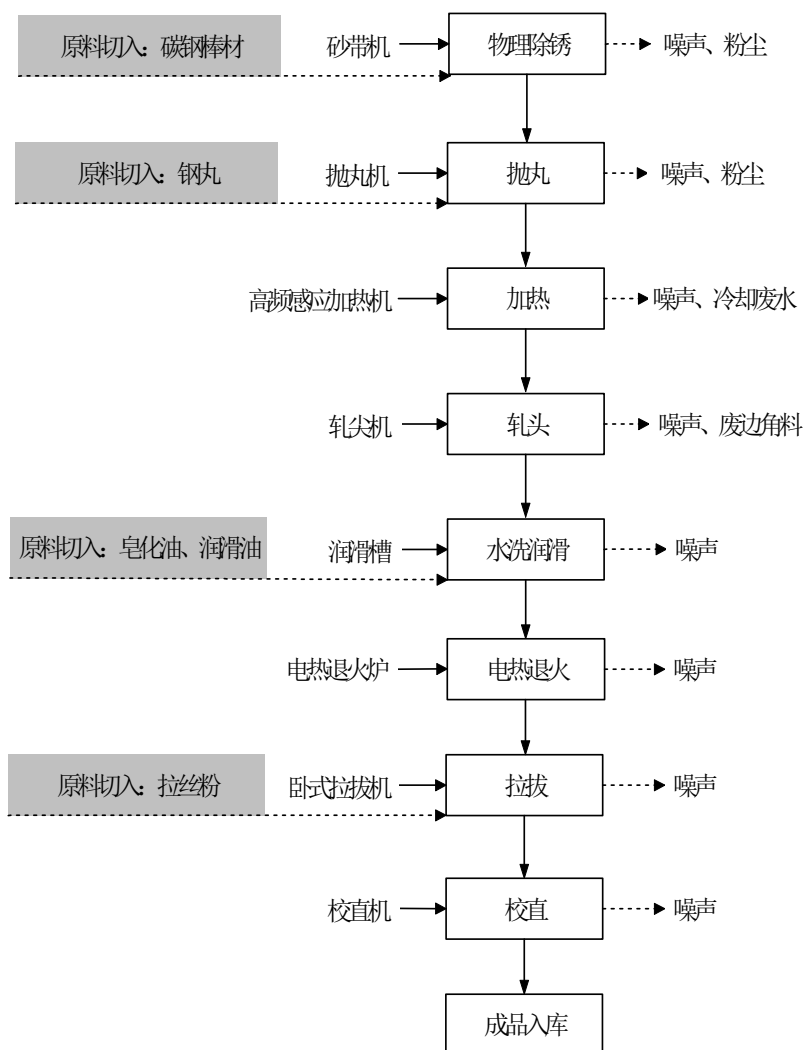 原料切入：碳钢棒材
砂带机
物理除锈
噪声、粉尘
原料切入：钢丸
抛丸机
抛丸
噪声、粉尘
高频感应加热机
加热
噪声、冷却废水
轧尖机
轧头
噪声、废边角料
原料切入：皂化油、润滑油
润滑槽
水洗润滑
噪声
电热退火炉
电热退火
噪声
原料切入：拉丝粉
卧式拉拔机
拉拔
噪声
校直机
校直
噪声
成品入库